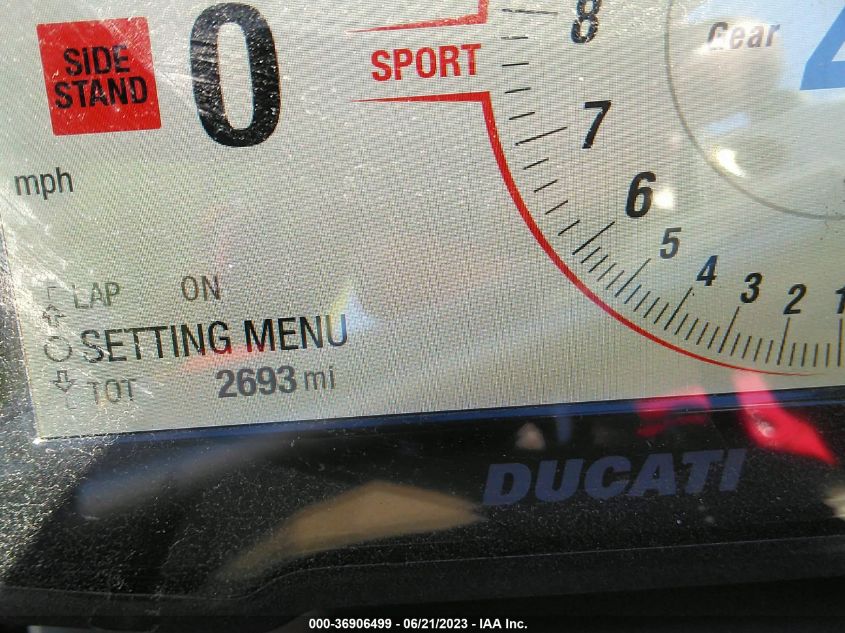 SIDE
STAND
0
mph
SPORT
8
7
6
5
4
3
2
1
Gear
LAP ON
SETTING MENU
TOT 2693 mi
DUCATI
000-36906499 - 06/21/2023 - IAA Inc.